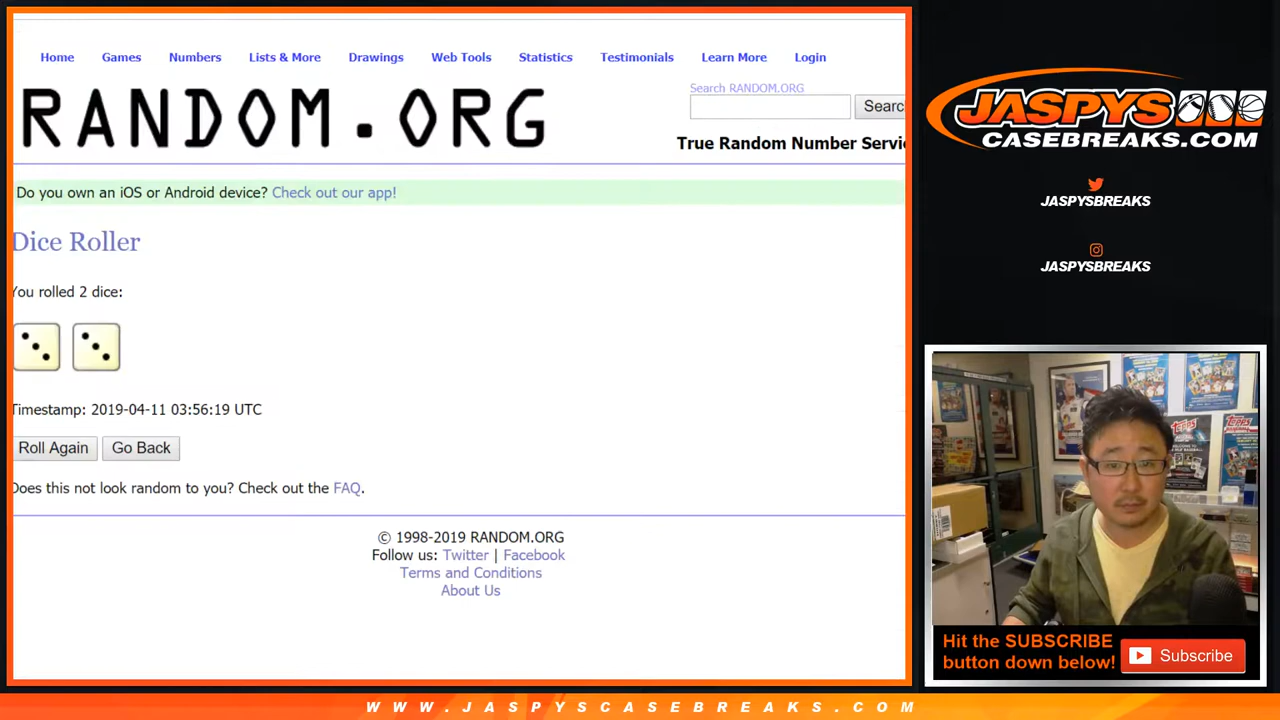 Home Games Numbers Lists & More Drawings Web Tools Statistics Testimonials Learn More Login
Search RANDOM.ORG
RANDOM.ORG
Searc
True Random Number Servi
Do you own an iOS or Android device? Check out our app!
Dice Roller
You rolled 2 dice:
Timestamp: 2019-04-11 03:56:19 UTC
Roll Again Go Back
Does this not look random to you? Check out the FAQ.
© 1998-2019 RANDOM.ORG
Follow us: Twitter | Facebook
Terms and Conditions
About Us
JASPYS
CASEBREAKS.COM
JASPYSBREAKS
JASPYSBREAKS
TOPPS
Topps
Hit the SUBSCRIBE
button down below!
Subscribe
WWW.JASPYSCASEBREAKS.COM